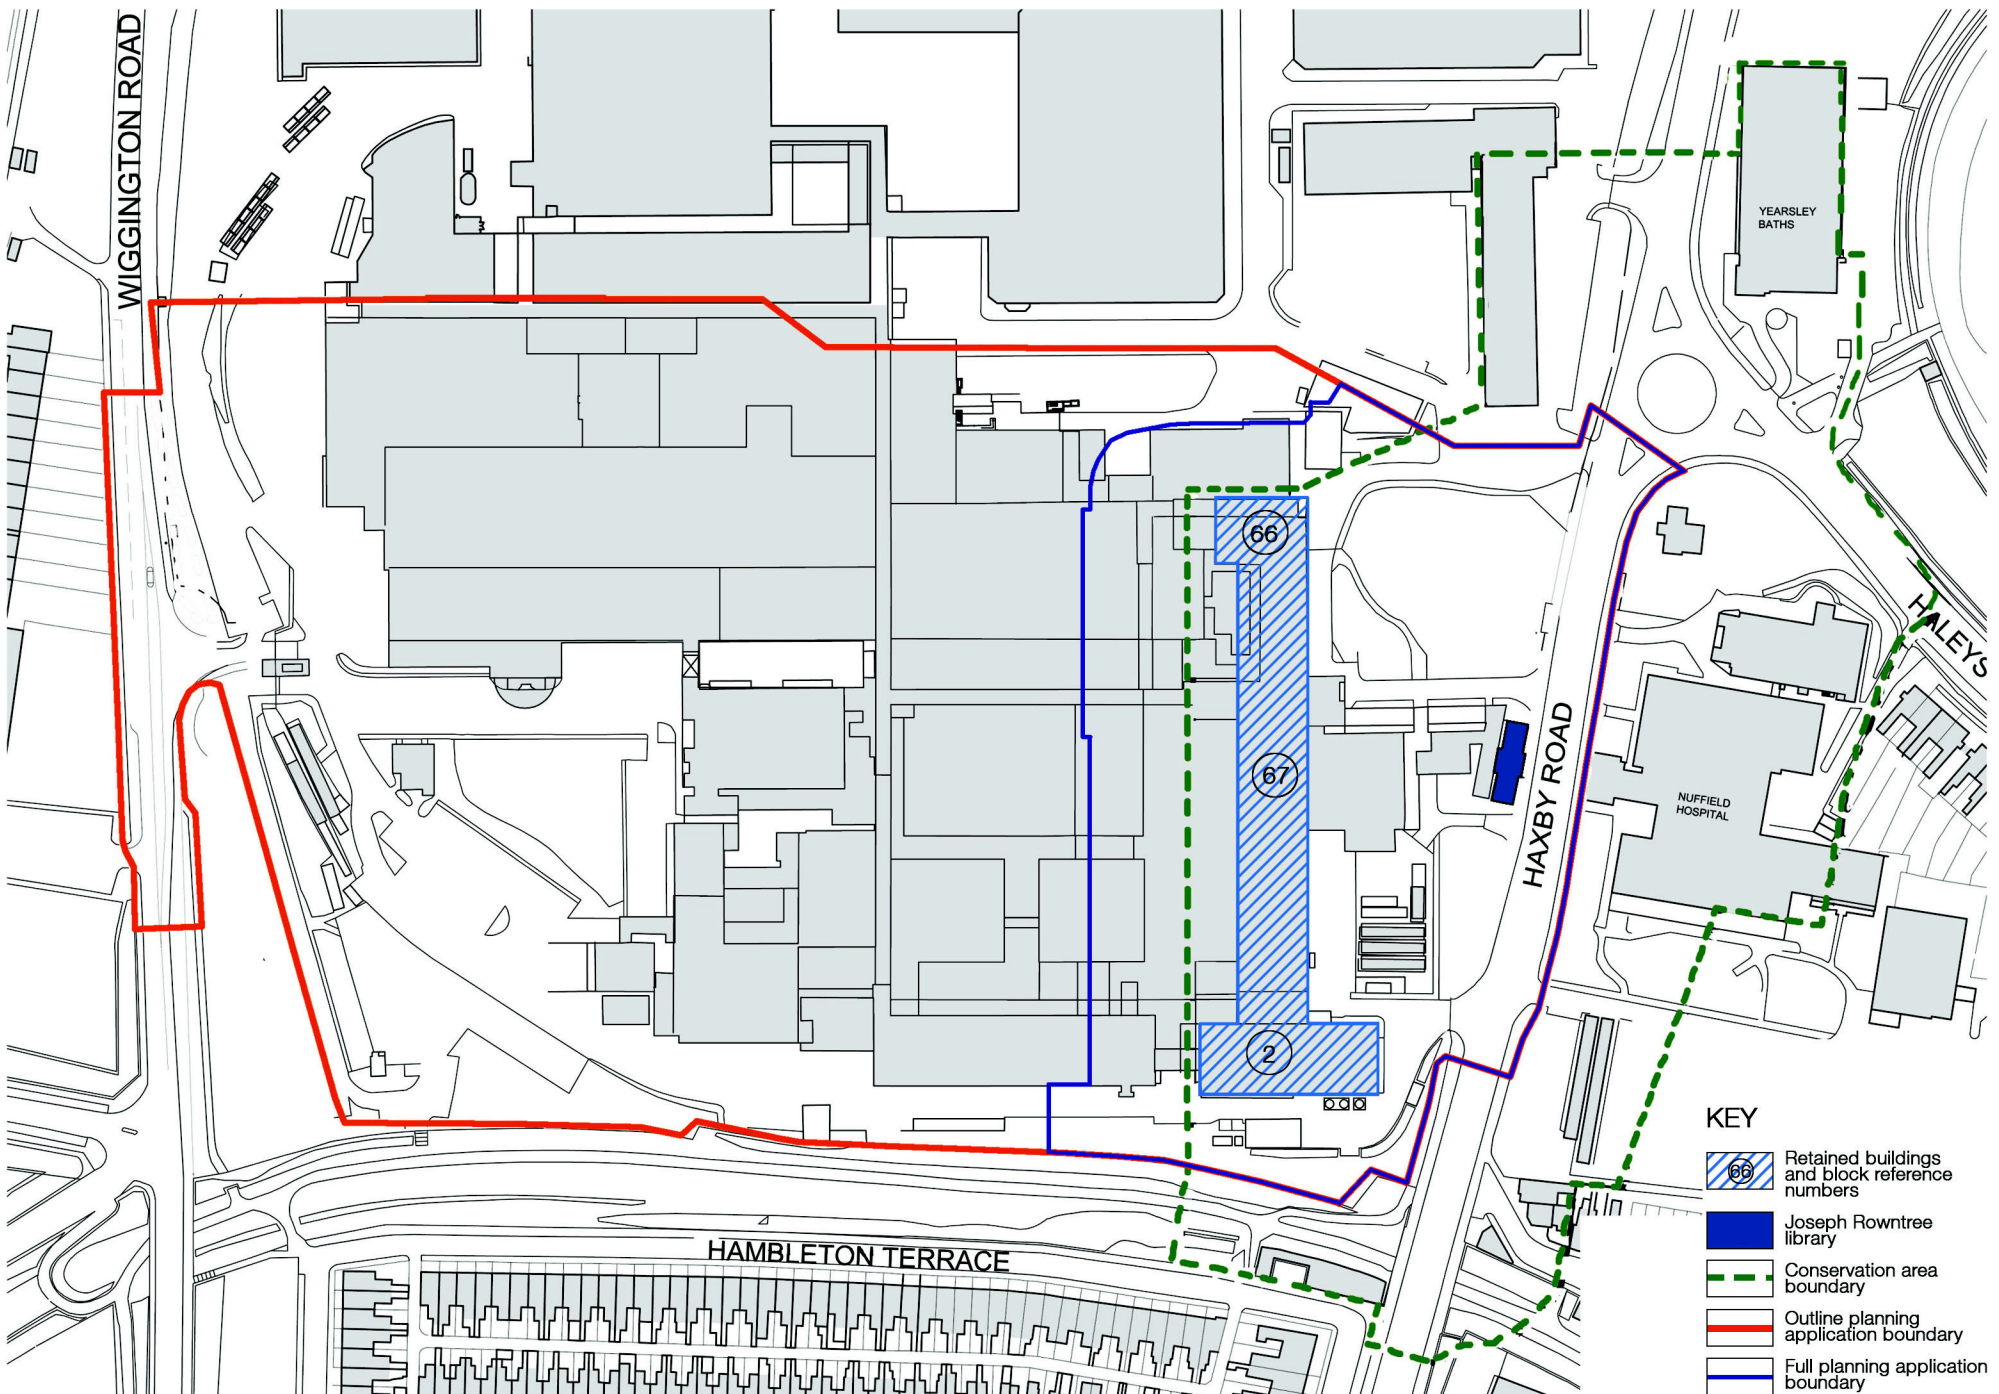 WIGGINGTON ROAD
YEARSLEY
BATHS
66
HALEYS
67
HAXBY ROAD
NUFFIELD
HOSPITAL
2
HAMBLETON TERRACE
KEY
66
Retained buildings
and block reference
numbers
Joseph Rowntree
library
Conservation area
boundary
Outline planning
application boundary
Full planning application
boundary